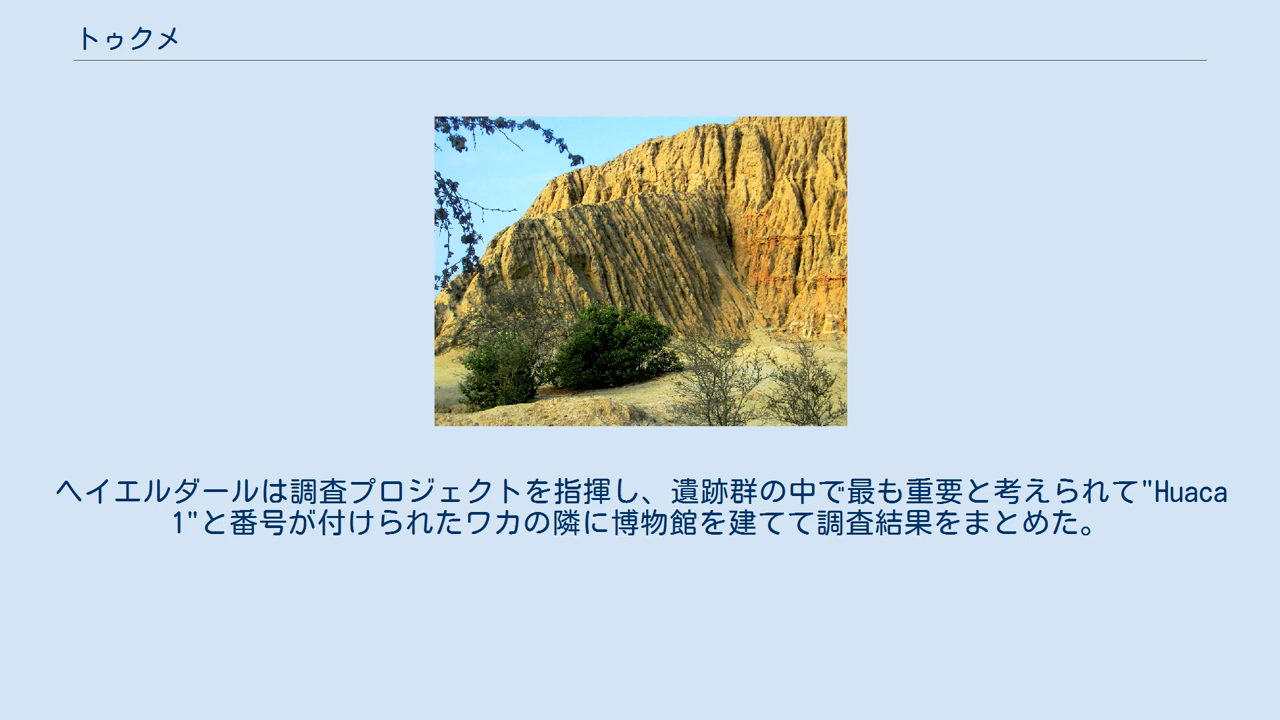 トゥクメ
ヘイエルダールは調査プロジェクトを指揮し、遺跡群の中で最も重要と考えられて"Huaca
1"と番号が付けられたワカの隣に博物館を建てて調査結果をまとめた。